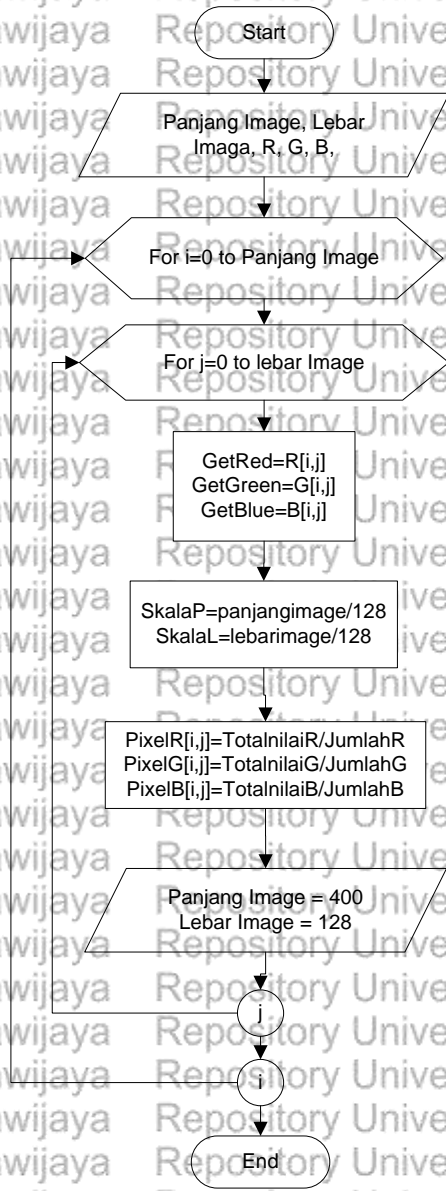 Start
Panjang Image, Lebar
Imaga, R, G, B,
For i=0 to Panjang Image
For j=0 to lebar Image
GetRed=R[i,j]
GetGreen=G[i,j]
GetBlue=B[i,j]
SkalaP=panjangimage/128
SkalaL=lebarimage/128
PixelR[i,j]=TotalnilaiR/JumlahR
PixelG[i,j]=TotalnilaiG/JumlahG
PixelB[i,j]=TotalnilaiB/JumlahB
Panjang Image = 400
Lebar Image = 128
j
i
End